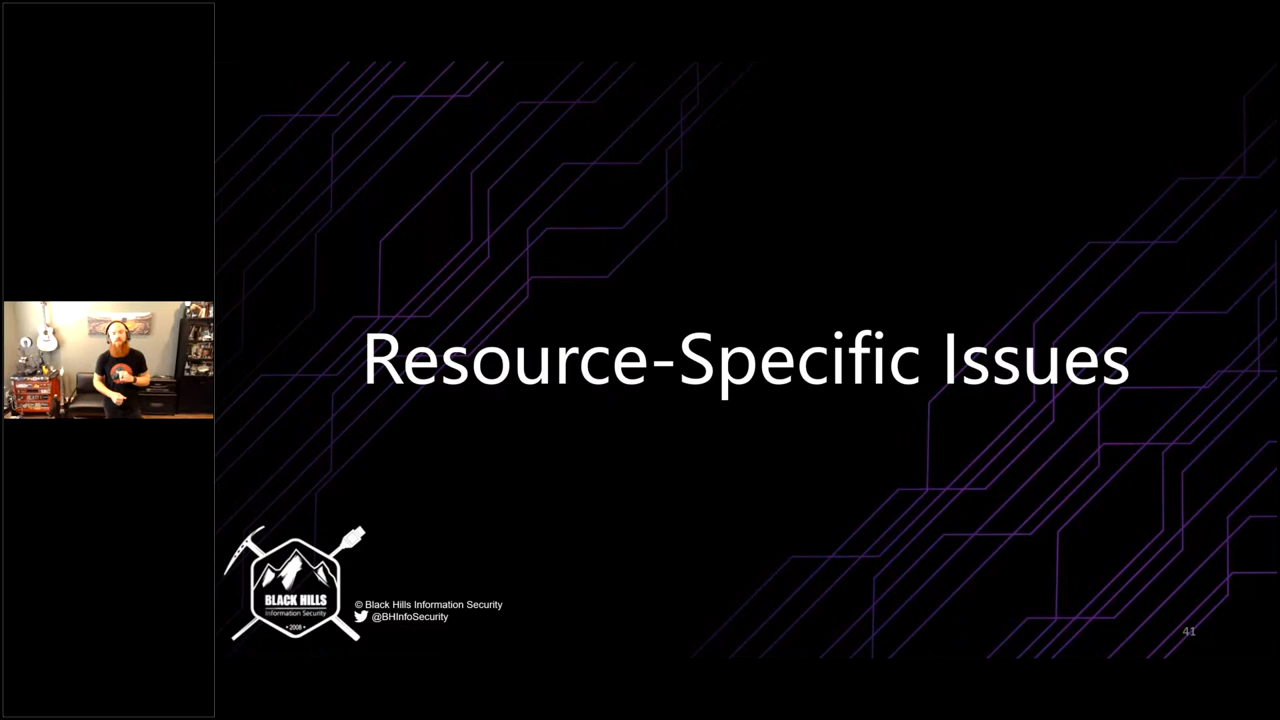 Resource-Specific Issues
BLACK HILLS
Information Security
• 2008 •
© Black Hills Information Security
@BHInfoSecurity
41